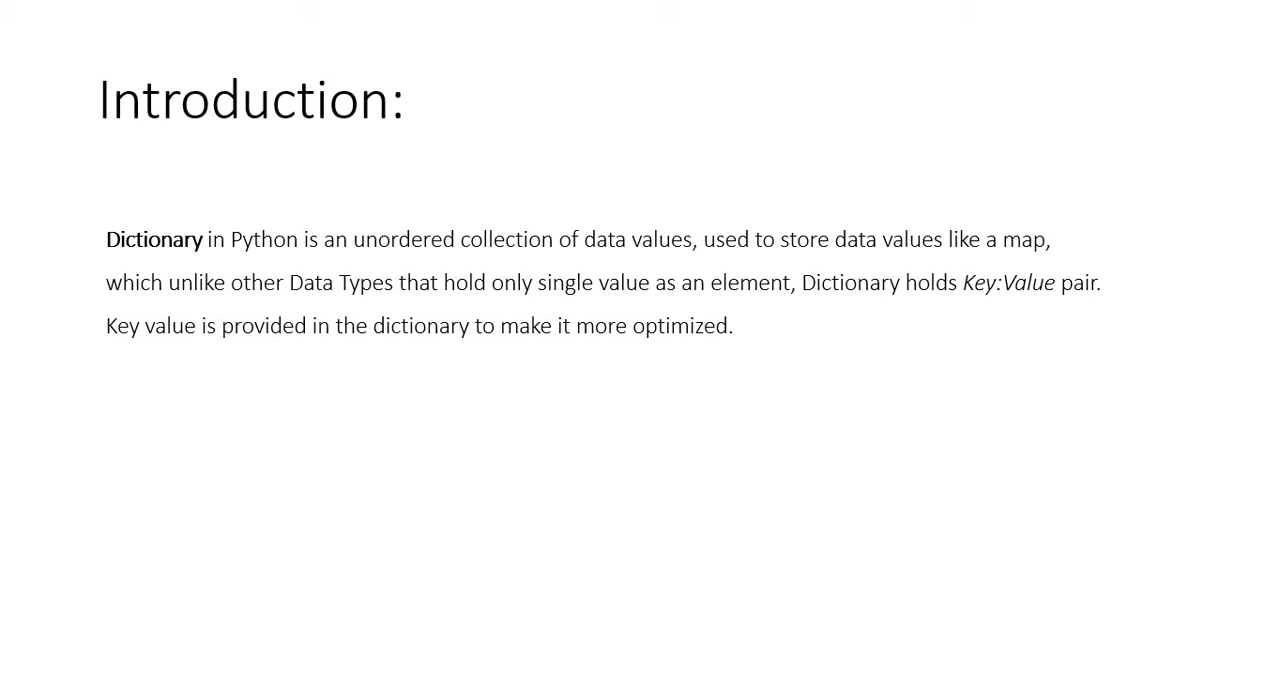 Introduction:
Dictionary in Python is an unordered collection of data values, used to store data values like a map,
which unlike other Data Types that hold only single value as an element, Dictionary holds Key:Value pair.
Key value is provided in the dictionary to make it more optimized.